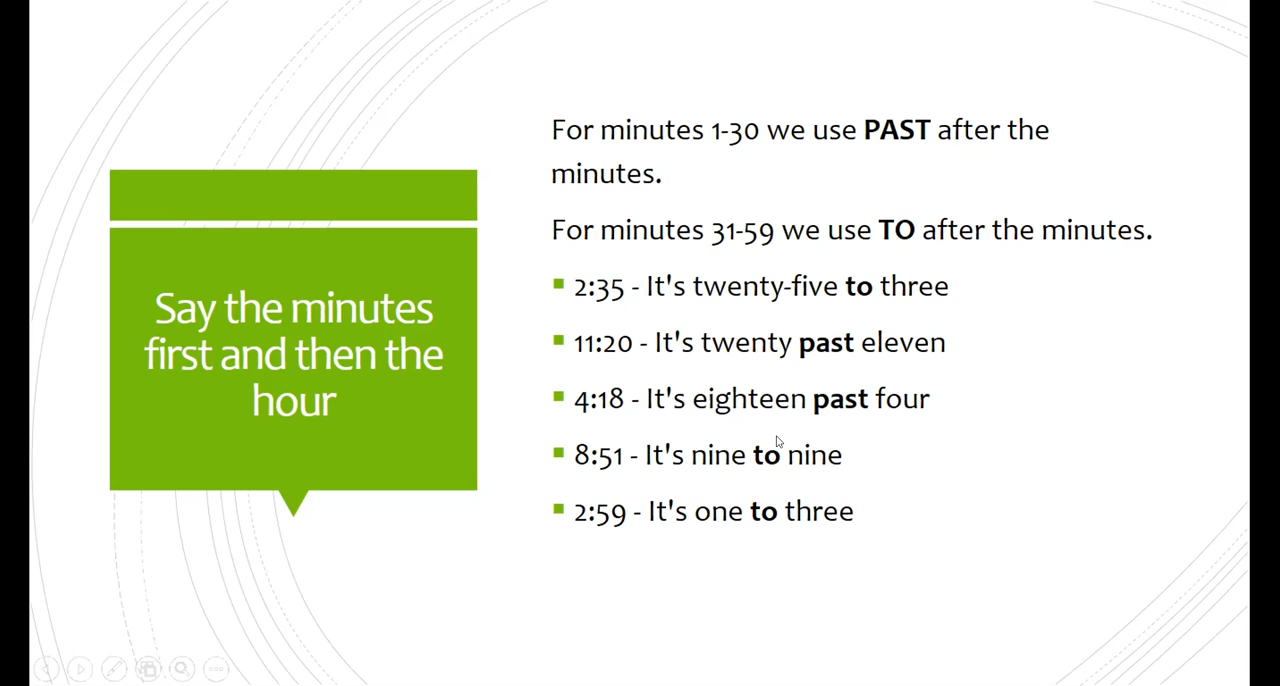 Say the minutes
first and then the
hour
For minutes 1-30 we use PAST after the
minutes.
For minutes 31-59 we use TO after the minutes.
2:35 - It's twenty-five to three
11:20 - It's twenty past eleven
4:18 - It's eighteen past four
8:51 - It's nine to nine
2:59 - It's one to three